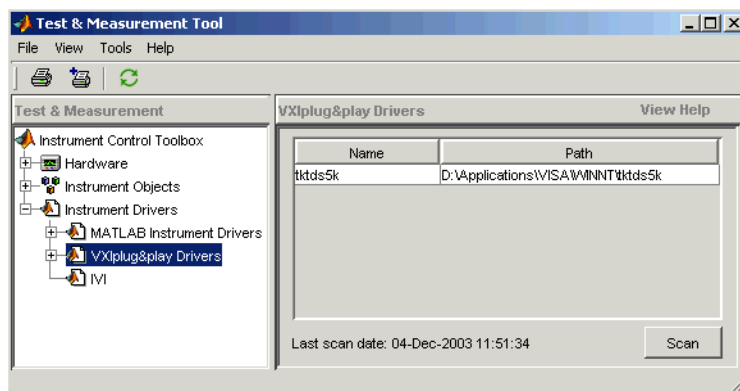 Test & Measurement Tool
File View Tools Help
Test & Measurement
Instrument Control Toolbox
Hardware
Instrument Objects
Instrument Drivers
MATLAB Instrument Drivers
VXIplug&play Drivers
IVI
VXIplug&play Drivers View Help
Name Path
tktds5k D:\Applications\VISA\WINNT\tktds5k
Last scan date: 04-Dec-2003 11:51:34 Scan